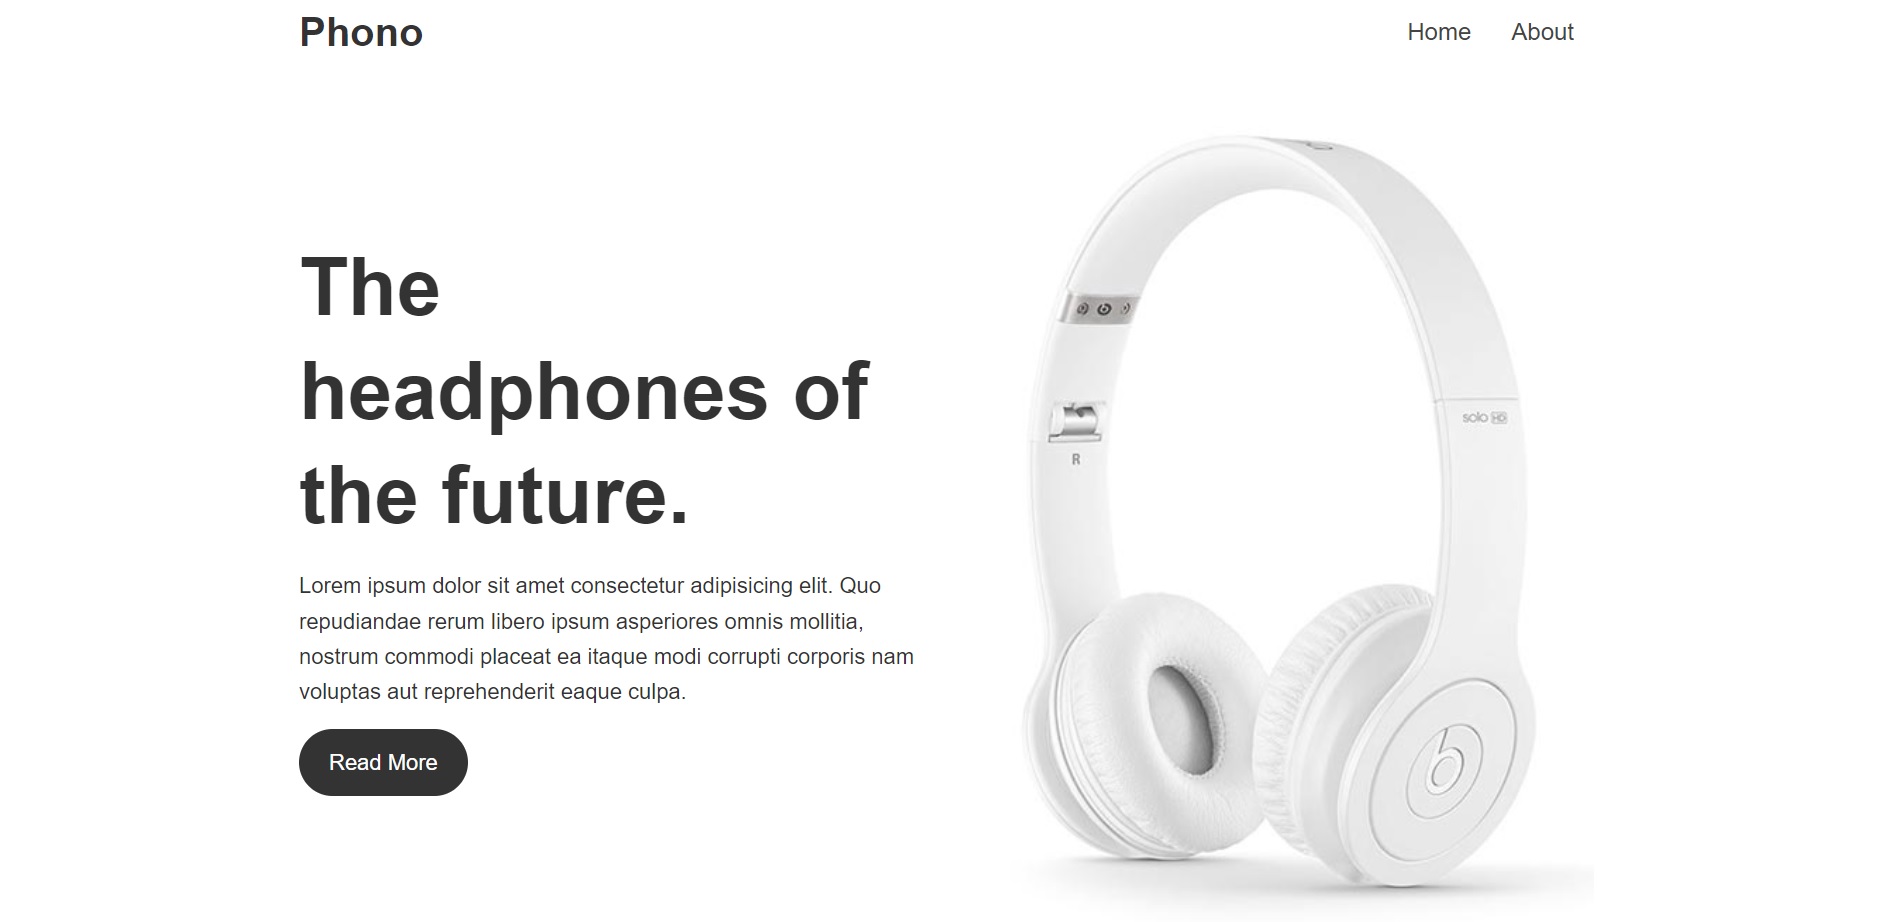 Phono
Home About
The
headphones of
the future.
Lorem ipsum dolor sit amet consectetur adipisicing elit. Quo
repudiandae rerum libero ipsum asperiores omnis mollitia,
nostrum commodi placeat ea itaque modi corrupti corporis nam
voluptas aut reprehenderit eaque culpa.
Read More
solo HD
R
b